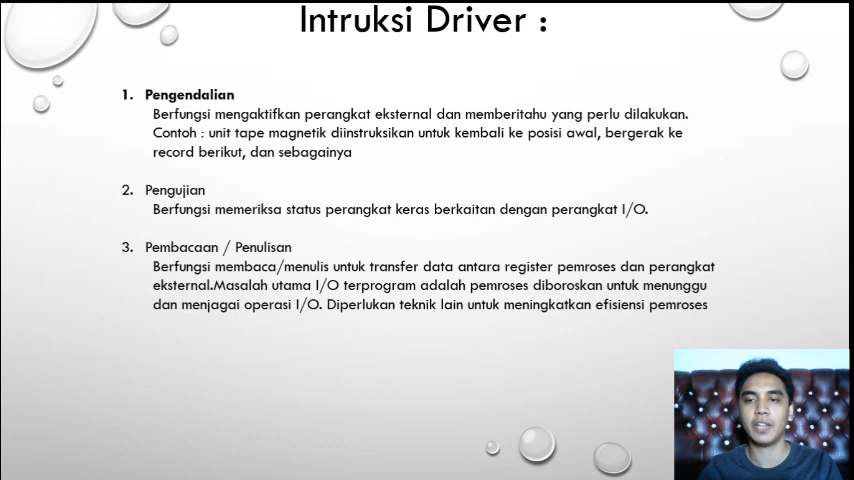 Intruksi Driver :
1. Pengendalian
Berfungsi mengaktifkan perangkat eksternal dan memberitahu yang perlu dilakukan.
Contoh : unit tape magnetik diinstruksikan untuk kembali ke posisi awal, bergerak ke
record berikut, dan sebagainya
2. Pengujian
Berfungsi memeriksa status perangkat keras berkaitan dengan perangkat I/O.
3. Pembacaan / Penulisan
Berfungsi membaca/menulis untuk transfer data antara register pemroses dan perangkat
eksternal.Masalah utama I/O terprogram adalah pemroses diboroskan untuk menunggu
dan menjagai operasi I/O. Diperlukan teknik lain untuk meningkatkan efisiensi pemroses